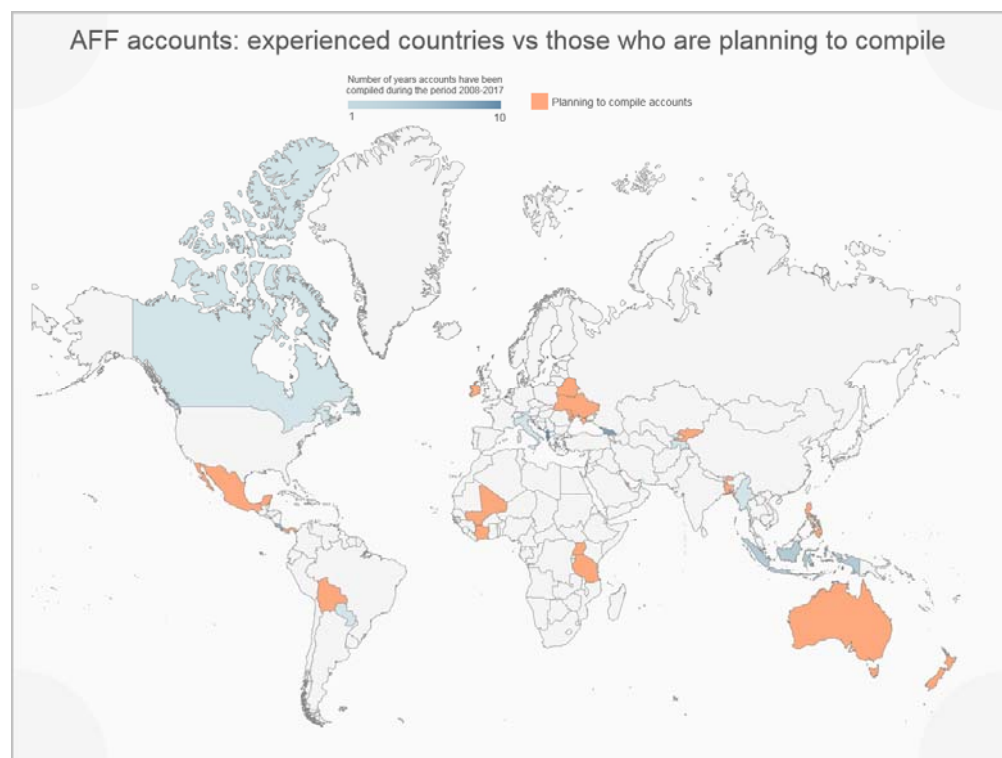 AFF accounts: experienced countries vs those who are planning to compile
Number of years accounts have been
compiled during the period 2008-2017
1
10
Planning to compile accounts